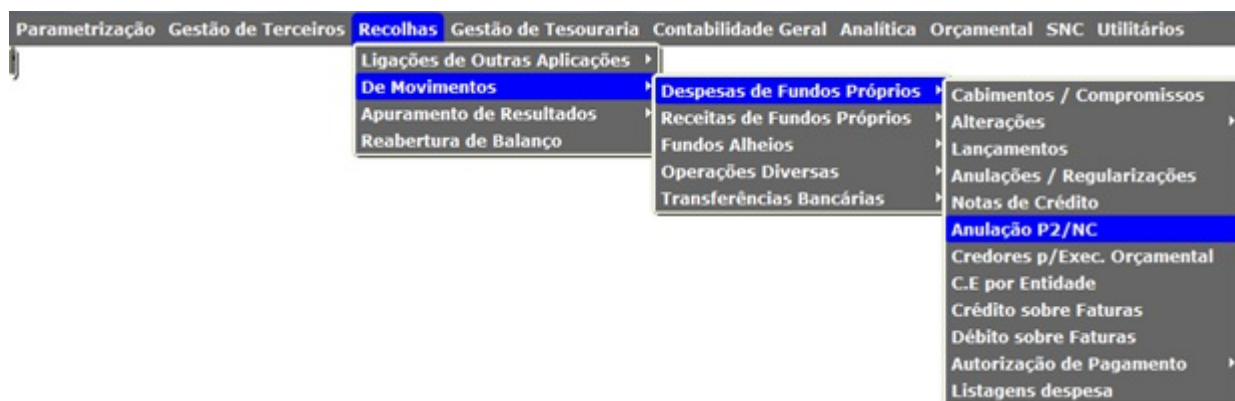 Parametrização Gestão de Terceiros Recolhas Gestão de Tesouraria Contabilidade Geral Analítica Orçamental SNC Utilitários
Ligações de Outras Aplicações
De Movimentos
Apuramento de Resultados
Reabertura de Balanço
Despesas de Fundos Próprios
Receitas de Fundos Próprios
Fundos Alheios
Operações Diversas
Transferências Bancárias
Cabimentos / Compromissos
Alterações
Lançamentos
Anulações / Regularizações
Notas de Crédito
Anulação P2/NC
Credores p/Exec. Orçamental
C.E por Entidade
Crédito sobre Faturas
Débito sobre Faturas
Autorização de Pagamento
Listagens despesa